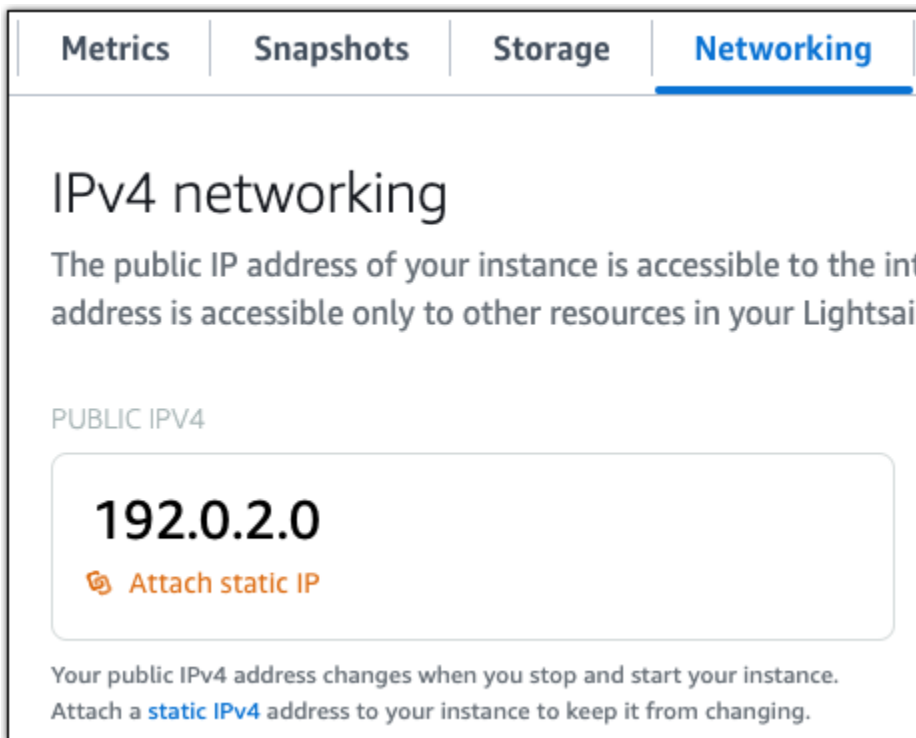 Metrics Snapshots Storage Networking
IPv4 networking
The public IP address of your instance is accessible to the int
address is accessible only to other resources in your Lightsai
PUBLIC IPV4
192.0.2.0
Attach static IP
Your public IPv4 address changes when you stop and start your instance.
Attach a static IPv4 address to your instance to keep it from changing.